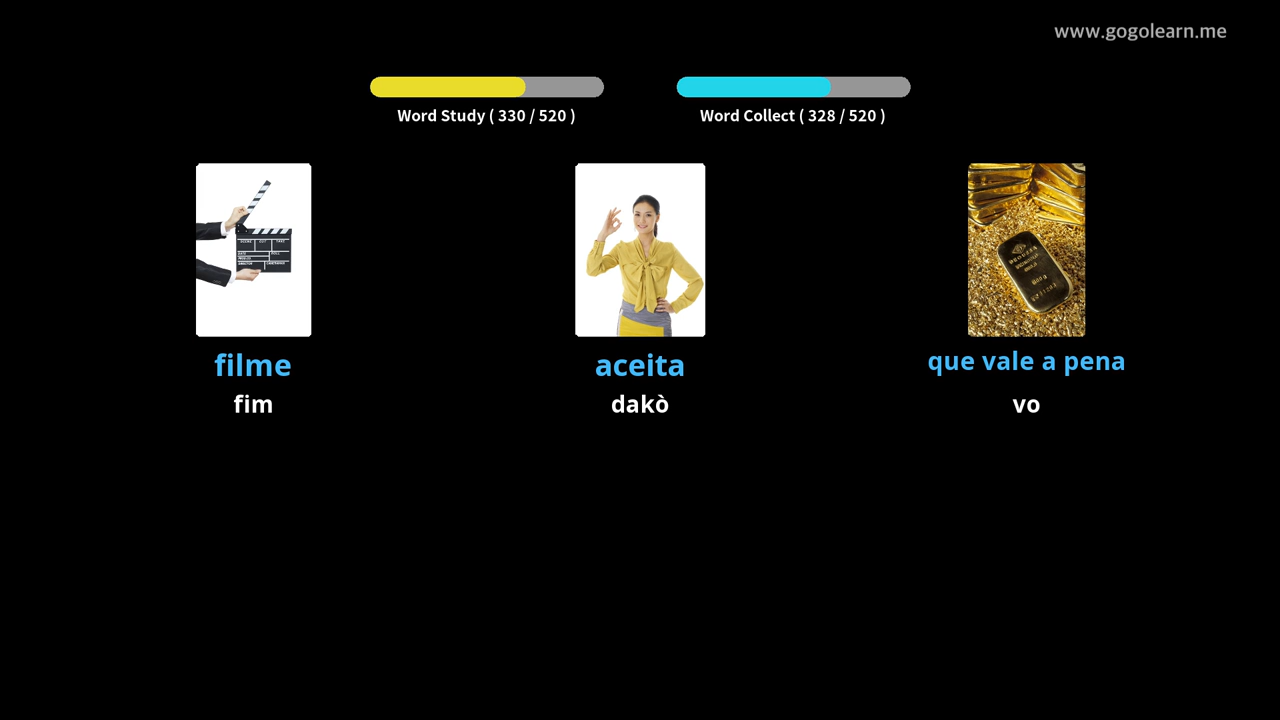 www.gogolearn.me
Word Study ( 330 / 520 )
Word Collect ( 328 / 520 )
filme
aceita
que vale a pena
fim
dakò
vo